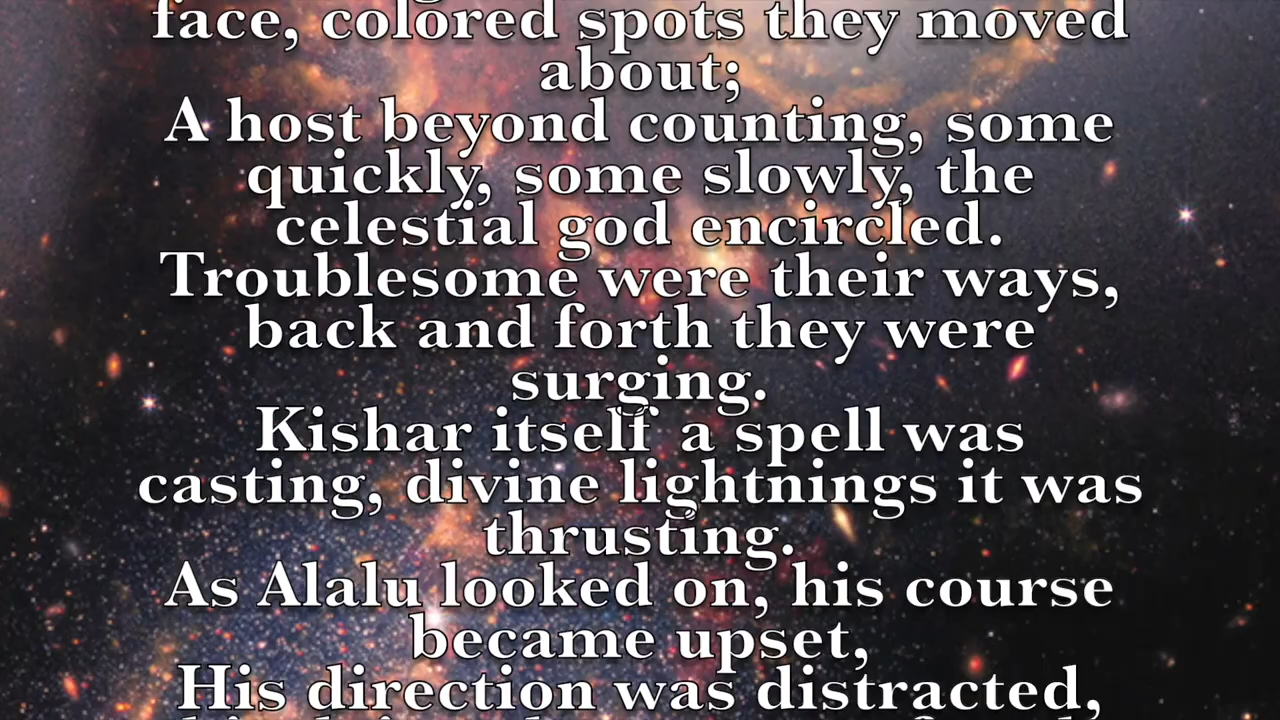 face, colored spots they moved
about;
A host beyond counting, some
quickly, some slowly, the
celestial god encircled.
Troublesome were their ways,
back and forth they were
surging.
Kishar itself a spell was
casting, divine lightnings it was
thrusting.
As Alalu looked on, his course
became upset,
His direction was distracted,